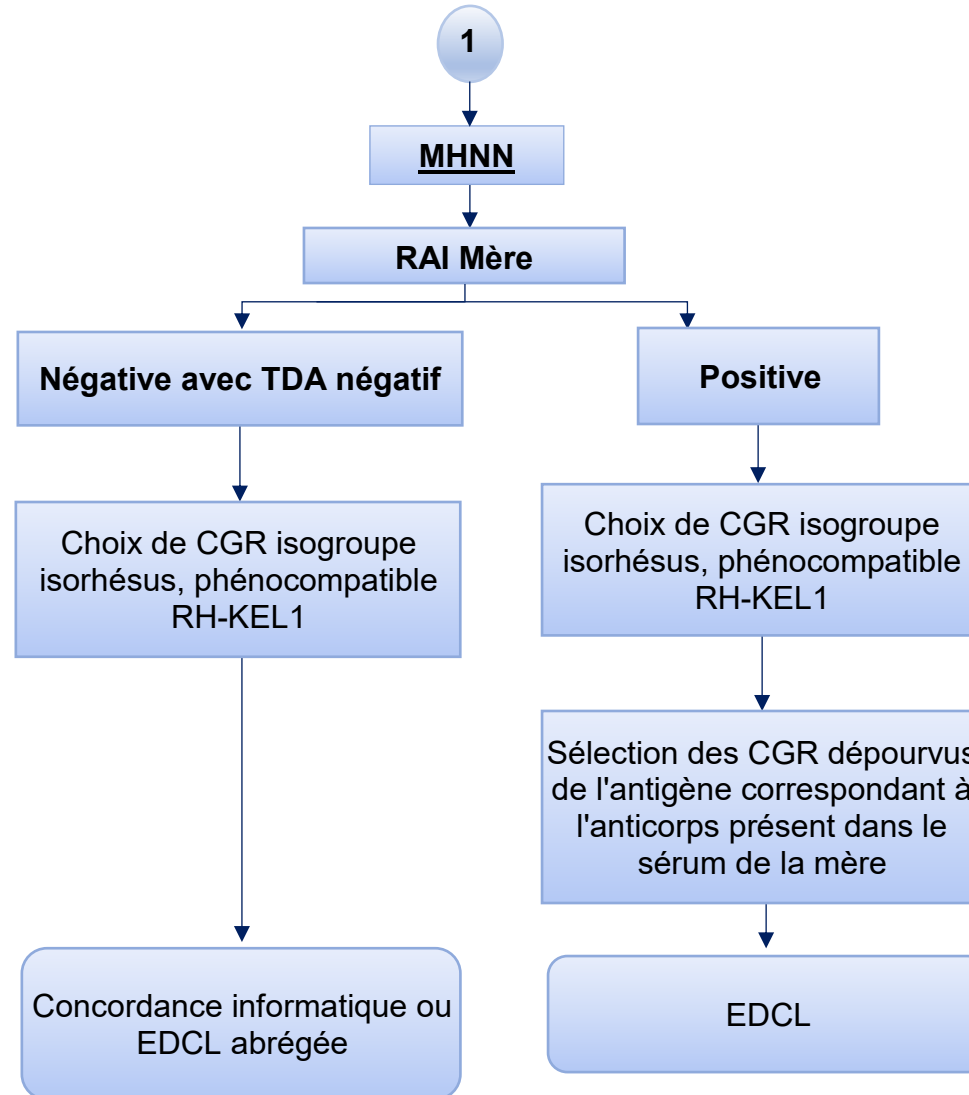 1
MHNN
RAI Mère
Négative avec TDA négatif
Positive
Choix de CGR isogroupe
isorhésus, phénocompatible
RH-KEL1
Choix de CGR isogroupe
isorhésus, phénocompatible
RH-KEL1
Sélection des CGR dépourvus
de l'antigène correspondant à
l'anticorps présent dans le
sérum de la mère
Concordance informatique ou
EDCL abrégée
EDCL